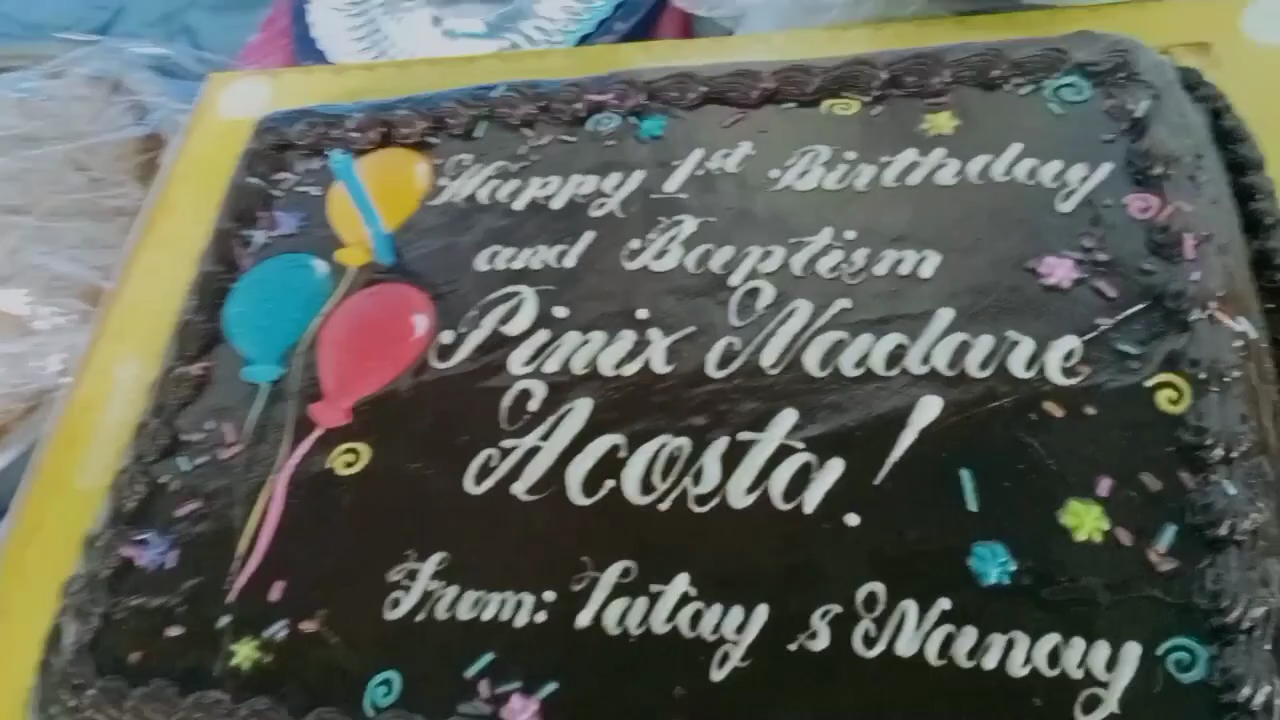 Happy 1st Birthday
and Baptism
Pinix Nadare
Acosta!
From: Tatay & Nanay